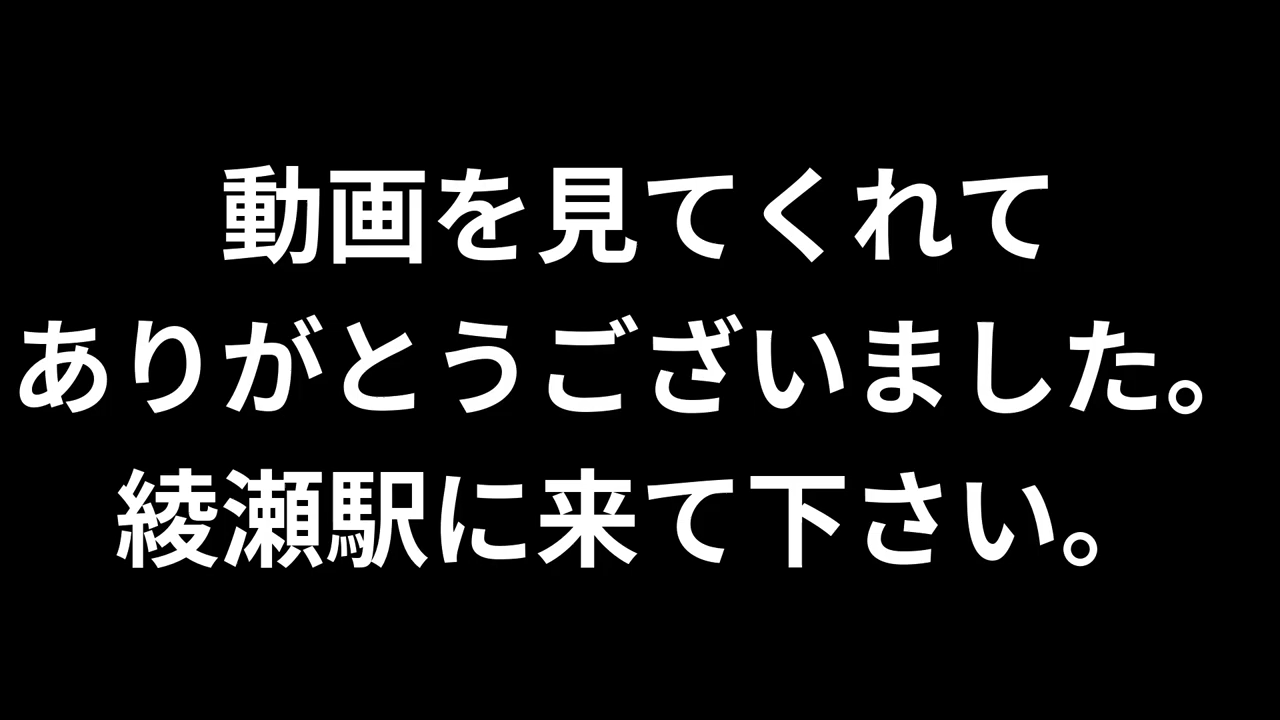 動画を見てくれて
ありがとうございました。
綾瀬駅に来て下さい。